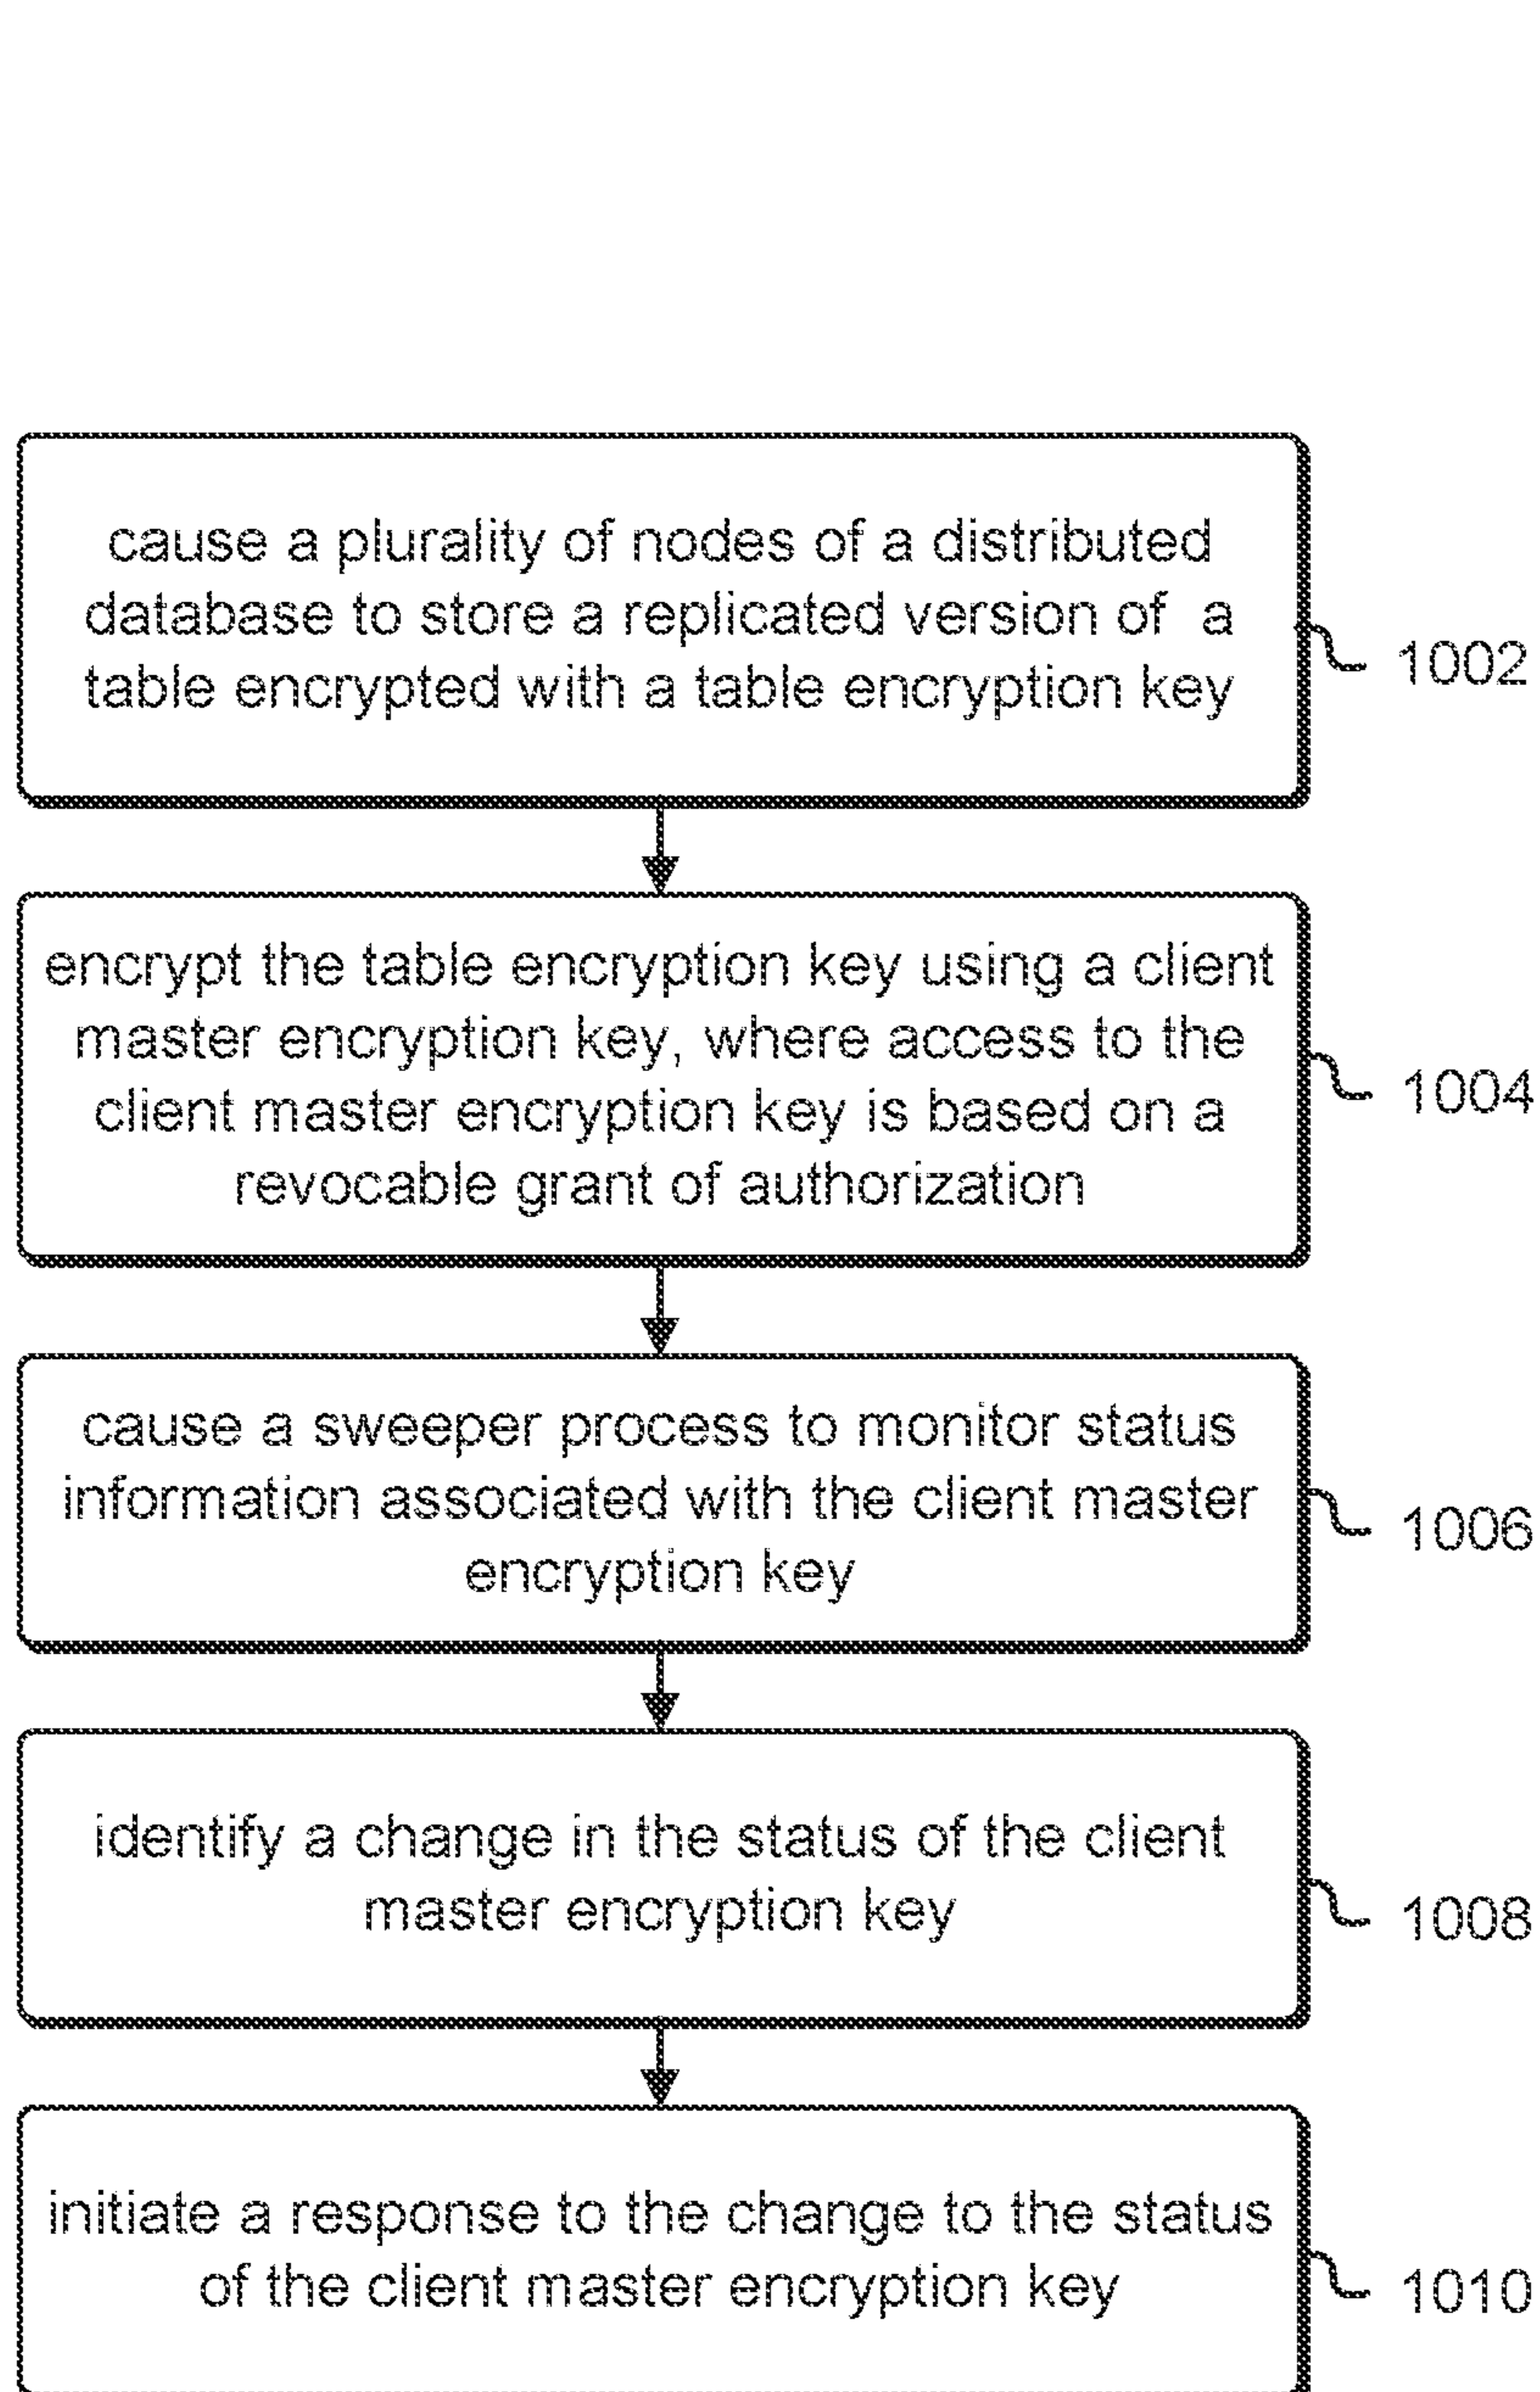 cause a plurality of nodes of a distributed
database to store a replicated version of a
table encrypted with a table encryption key
1002
encrypt the table encryption key using a client
master encryption key, where access to the
client master encryption key is based on a
revocable grant of authorization
1004
cause a sweeper process to monitor status
information associated with the client master
encryption key
1006
identify a change in the status of the client
master encryption key
1008
initiate a response to the change to the status
of the client master encryption key
1010